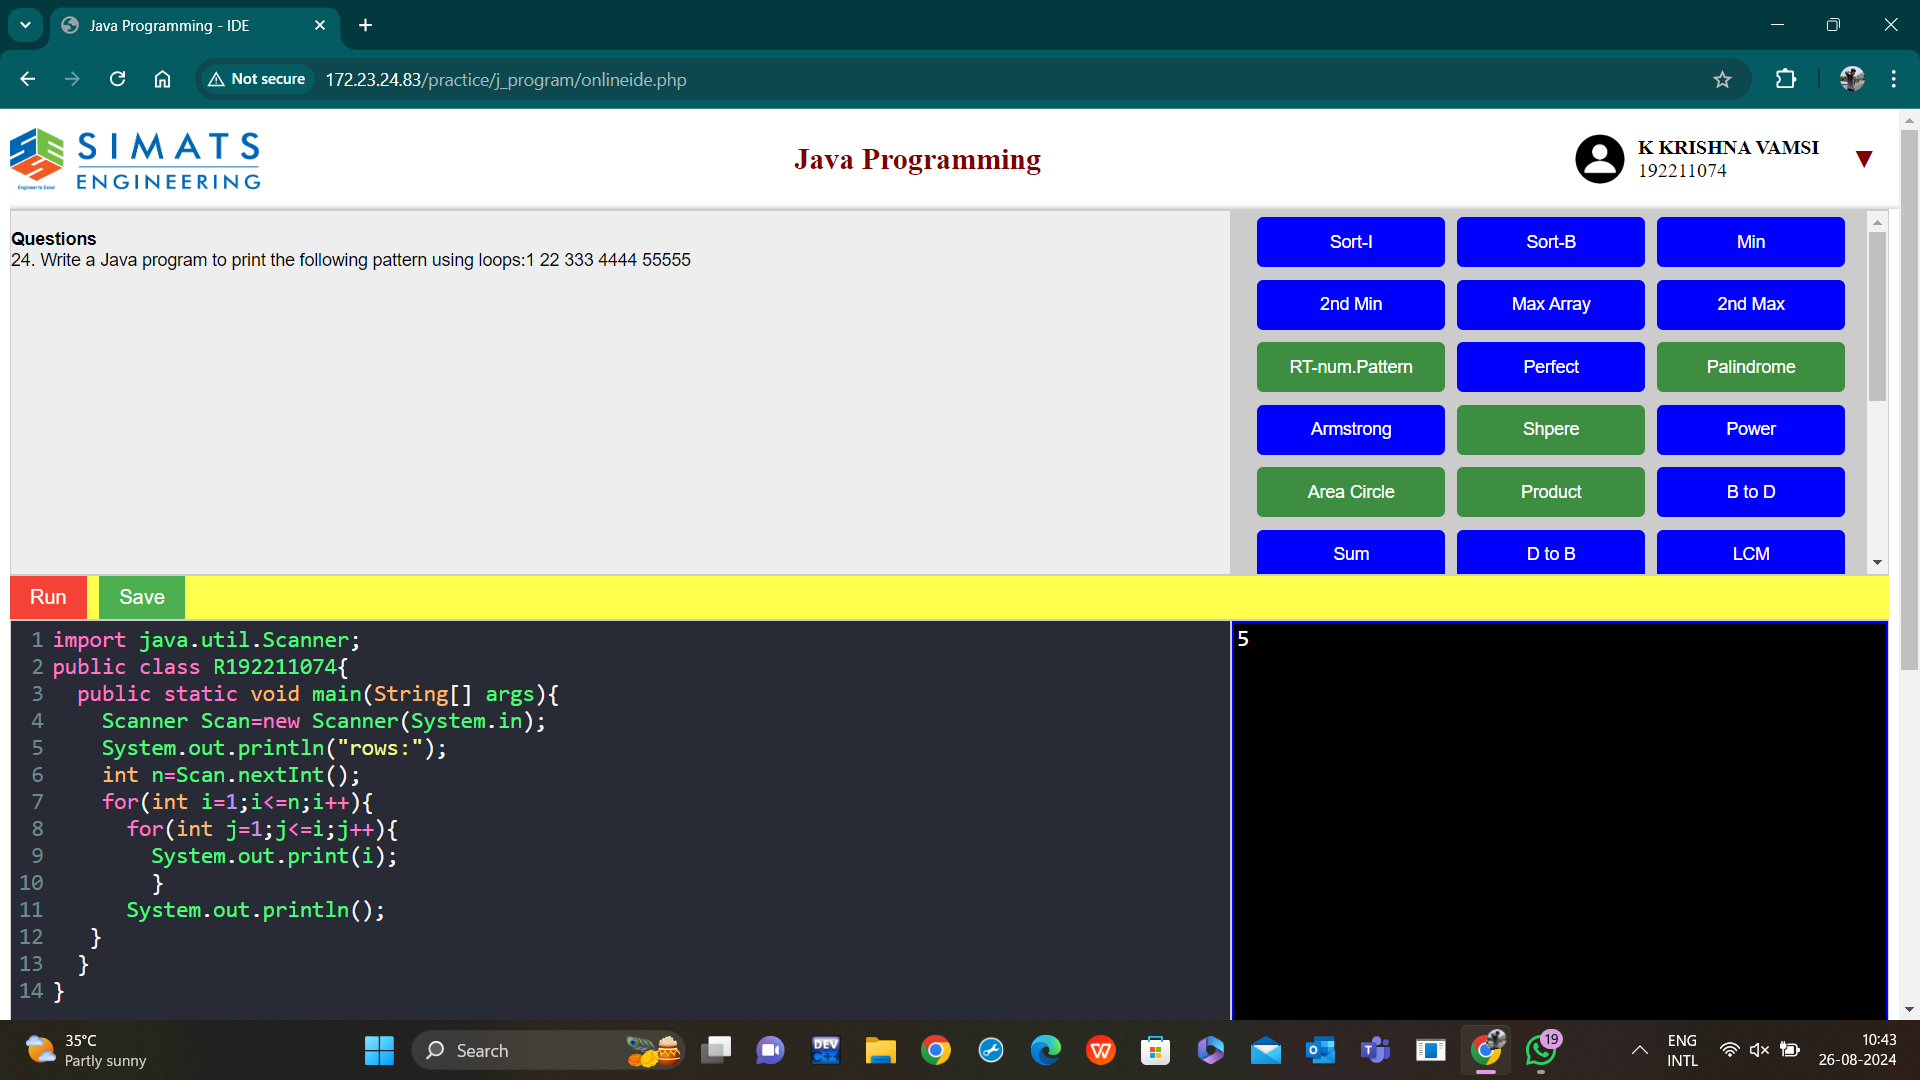 Java Programming - IDE
Not secure
172.23.24.83/practice/j_program/onlineide.php
SIMATS
ENGINEERING
Engineer to Excel
Java Programming
K KRISHNA VAMSI
192211074
▼
Questions
24. Write a Java program to print the following pattern using loops:1 22 333 4444 55555
Sort-I
Sort-B
Min
2nd Min
Max Array
2nd Max
RT-num.Pattern
Perfect
Palindrome
Armstrong
Shpere
Power
Area Circle
Product
B to D
Sum
D to B
LCM
Run
Save
1 import java.util.Scanner;
2 public class R192211074{
3   public static void main(String[] args){
4     Scanner Scan=new Scanner(System.in);
5     System.out.println("rows:");
6     int n=Scan.nextInt();
7     for(int i=1;i<=n;i++){
8       for(int j=1;j<=i;j++){
9         System.out.print(i);
10         }
11       System.out.println();
12    }
13   }
14 }
5
35°C
Partly sunny
Search
DEV
C++
W
T
19
ENG
INTL
10:43
26-08-2024